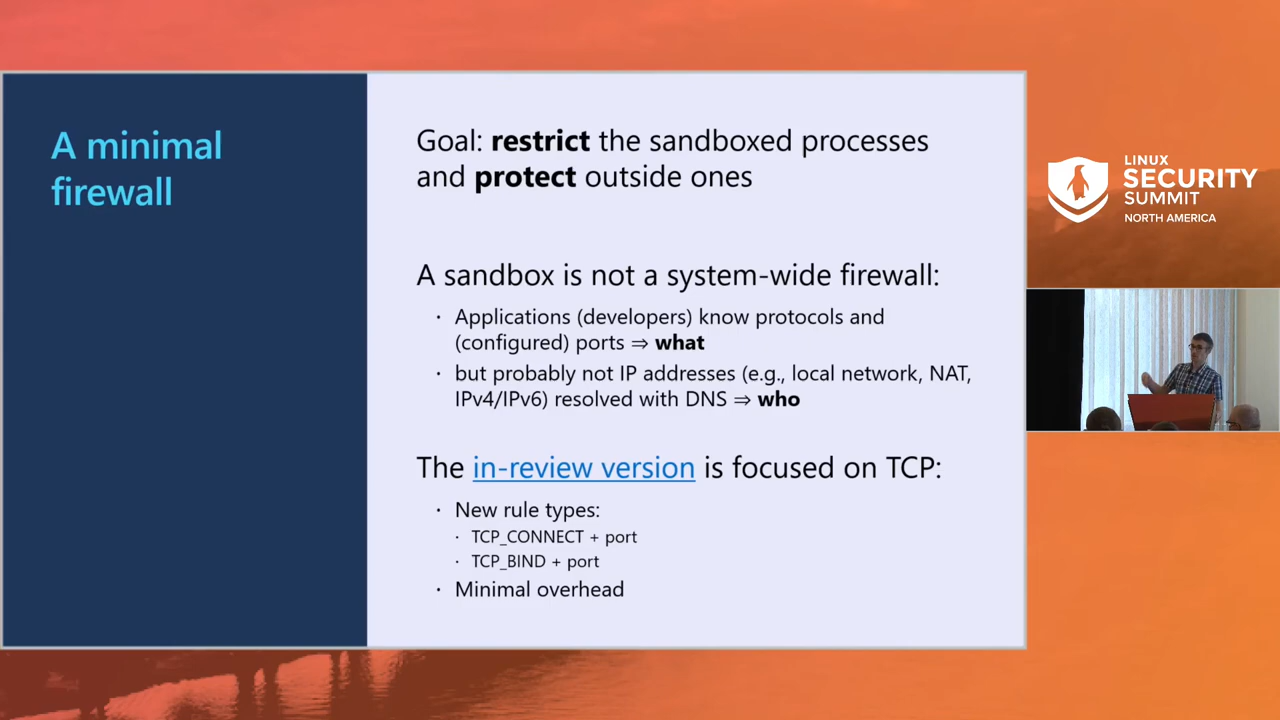 A minimal
firewall
Goal: restrict the sandboxed processes
and protect outside ones
A sandbox is not a system-wide firewall:
· Applications (developers) know protocols and
(configured) ports ⇒ what
· but probably not IP addresses (e.g., local network, NAT,
IPv4/IPv6) resolved with DNS ⇒ who
The in-review version is focused on TCP:
· New rule types:
· TCP_CONNECT + port
· TCP_BIND + port
· Minimal overhead
LINUX
SECURITY
SUMMIT
NORTH AMERICA